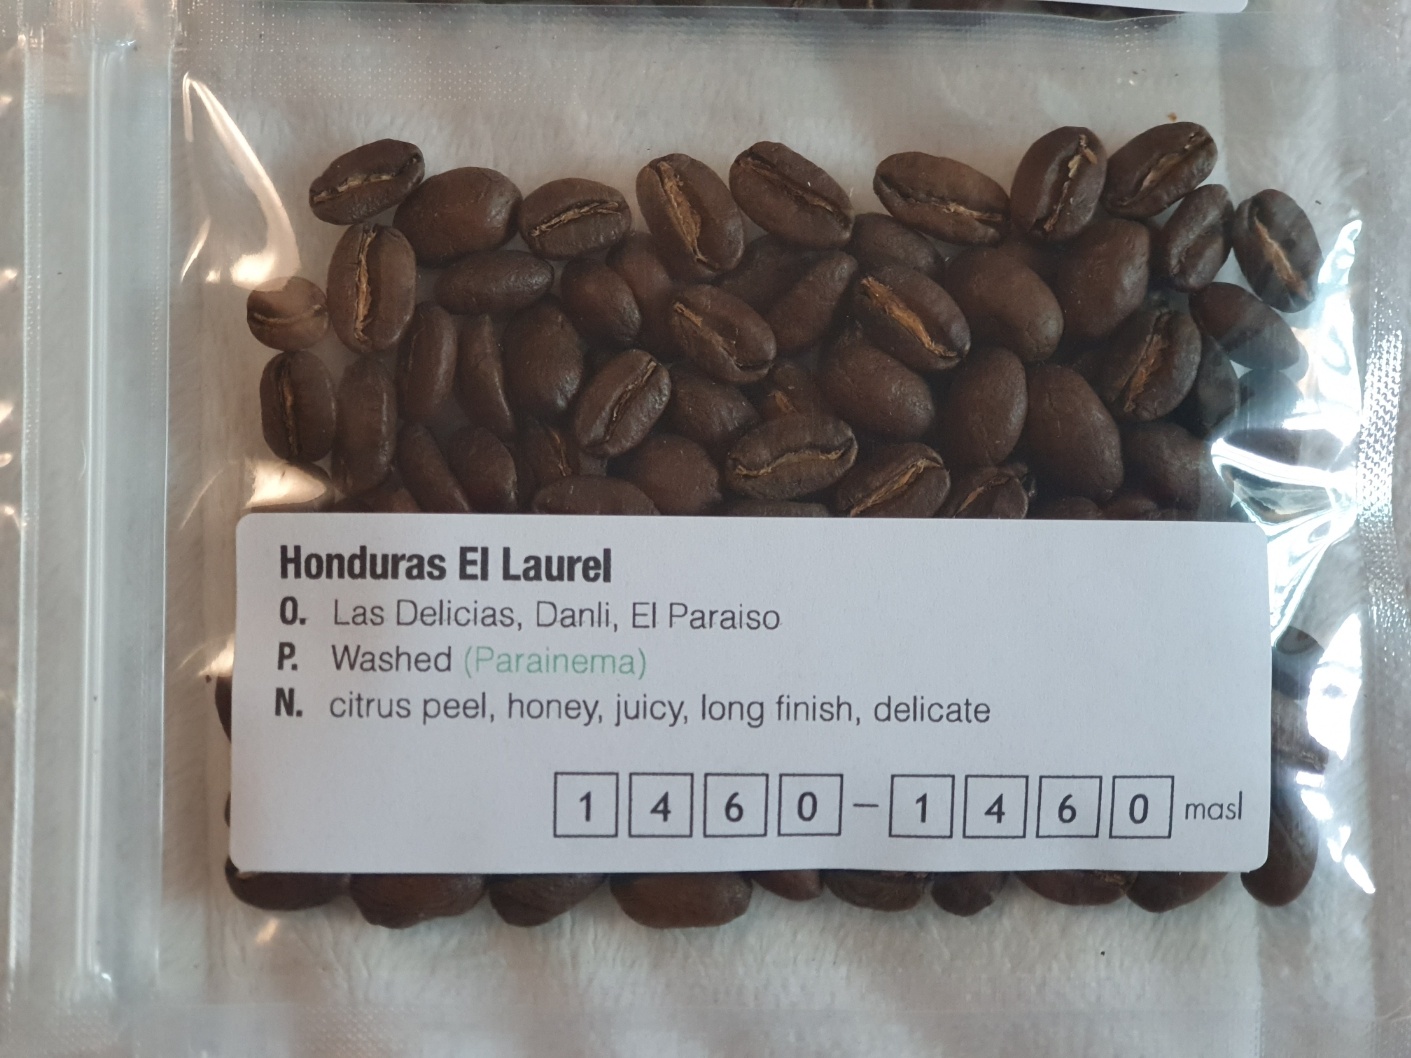 Honduras El Laurel
O. Las Delicias, Danli, El Paraiso
P. Washed (Parainema)
N. citrus peel, honey, juicy, long finish, delicate
1460–1460 masl